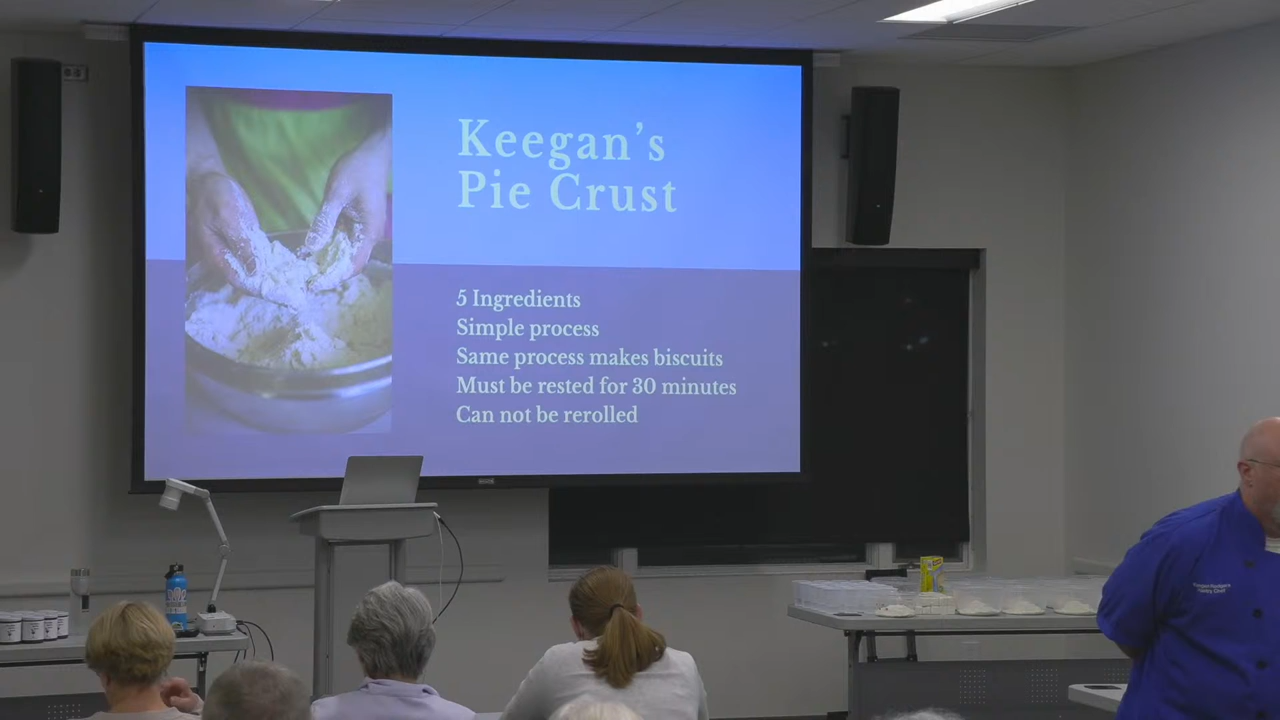 Keegan's
Pie Crust
5 Ingredients
Simple process
Same process makes biscuits
Must be rested for 30 minutes
Can not be rerolled